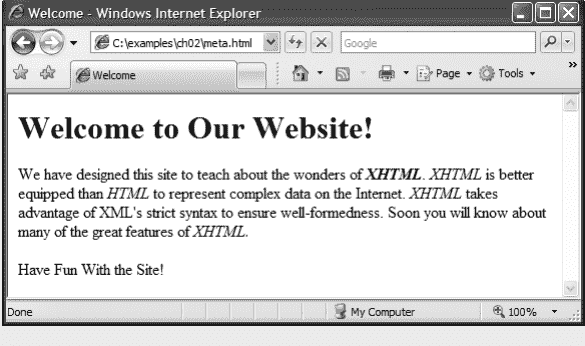 Welcome - Windows Internet Explorer
C:\examples\ch02\meta.html
Google
Welcome
Page
Tools
»
Welcome to Our Website!
We have designed this site to teach about the wonders of XHTML. XHTML is better
equipped than HTML to represent complex data on the Internet. XHTML takes
advantage of XML's strict syntax to ensure well-formedness. Soon you will know about
many of the great features of XHTML.
Have Fun With the Site!
Done
My Computer
100%